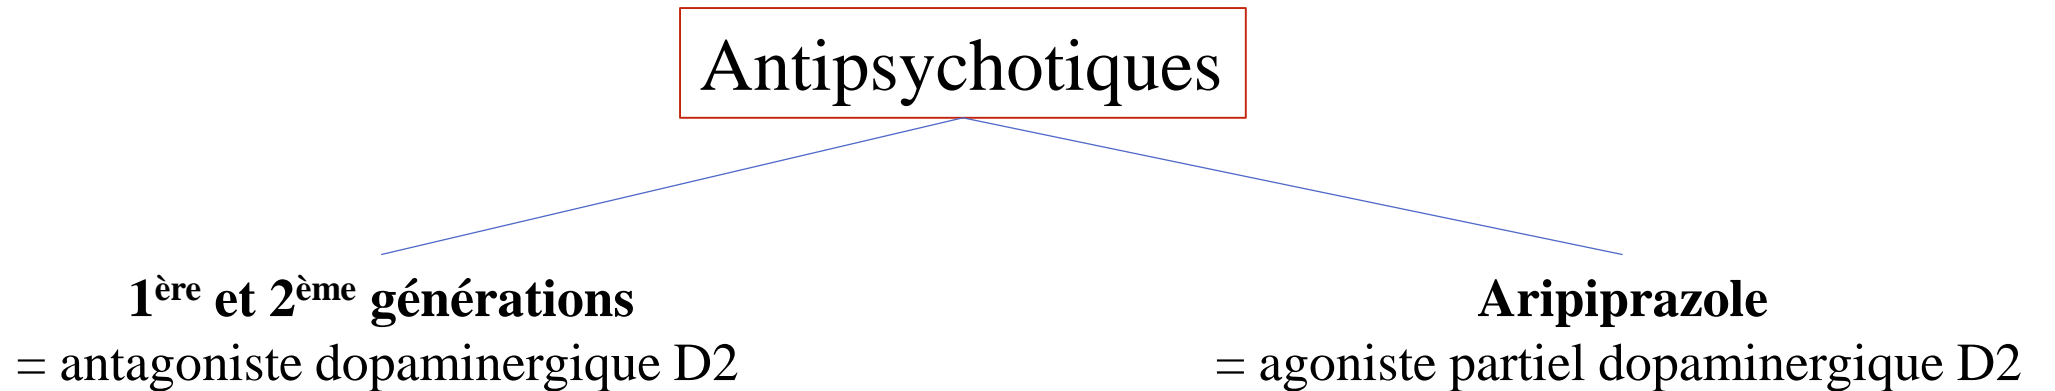 Antipsychotiques
1ère et 2ème générations
= antagoniste dopaminergique D2
Aripiprazole
= agoniste partiel dopaminergique D2